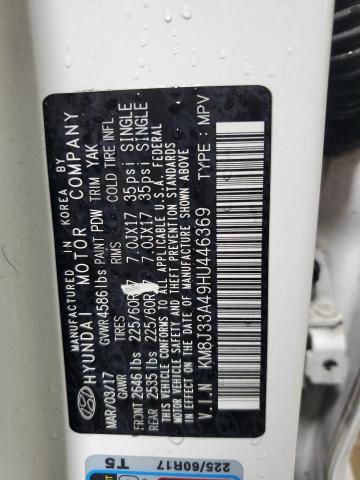 MANUFACTURED IN KOREA BY
HYUNDAI MOTOR COMPANY
GVWR 4586 lbs PAINT PDW TRIM YAK
MAR/03/17 GAWR TIRES RIMS COLD TIRE INFL.
FRONT 2646 lbs 225/60R17 7.0JX17 35psi SINGLE
REAR 2535 lbs 225/60R 7.0JX17 35psi SINGLE
THIS VEHICLE CONFORMS TO ALL APPLICABLE U.S.A. FEDERAL
MOTOR VEHICLE SAFETY AND THEFT PREVENTION STANDARDS
IN EFFECT ON THE DATE OF MANUFACTURE SHOWN ABOVE
V.I.N : KM8J33A49HU446369 TYPE : MPV
225/60R17
T5